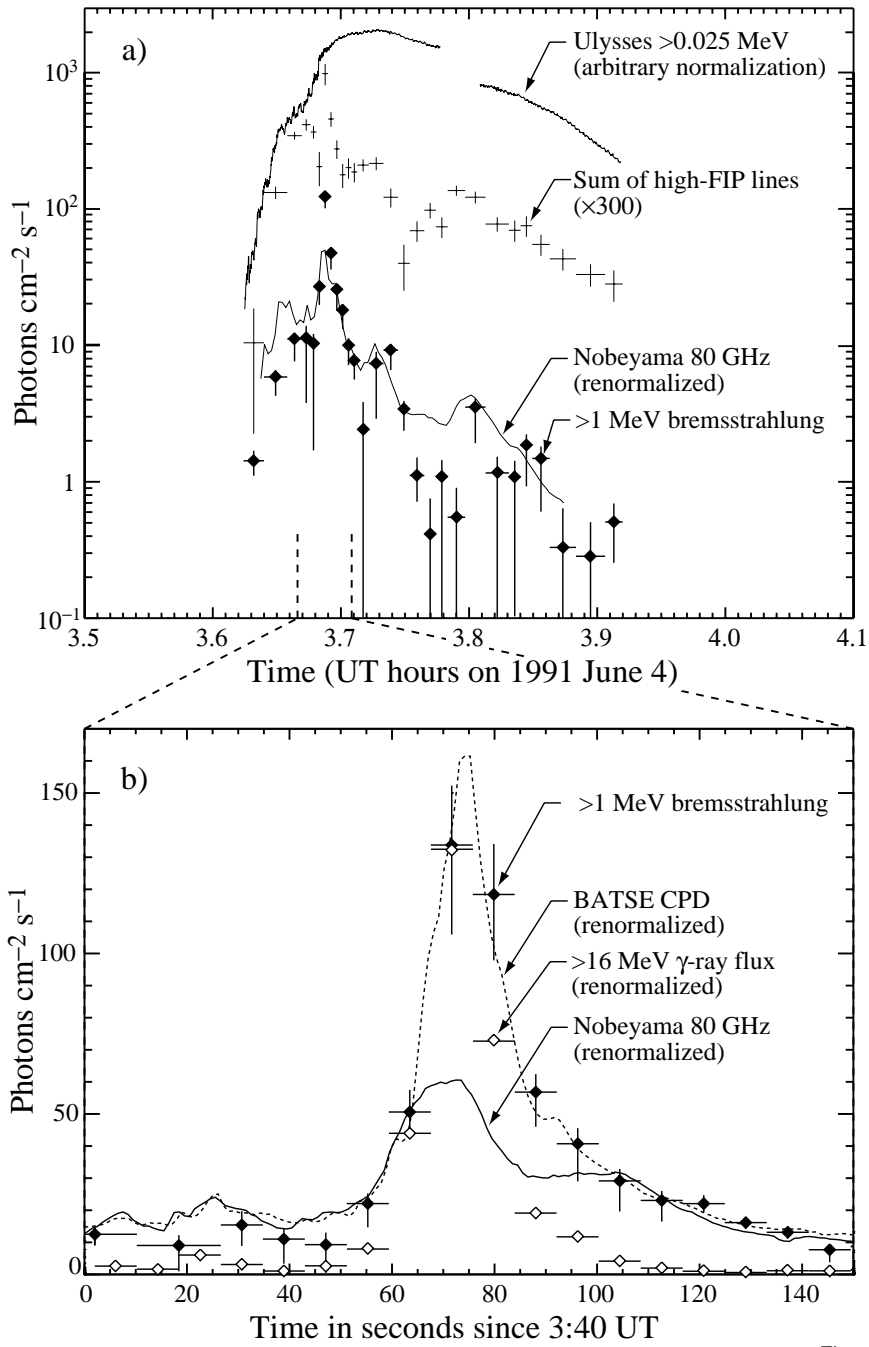 a)
Ulysses >0.025 MeV
(arbitrary normalization)
10³
Sum of high-FIP lines
(×300)
10²
Photons cm⁻² s⁻¹
10
Nobeyama 80 GHz
(renormalized)
>1 MeV bremsstrahlung
1
10⁻¹
3.5 3.6 3.7 3.8 3.9 4.0 4.1
Time (UT hours on 1991 June 4)
b)
150
>1 MeV bremsstrahlung
BATSE CPD
(renormalized)
100
>16 MeV γ-ray flux
(renormalized)
Nobeyama 80 GHz
(renormalized)
Photons cm⁻² s⁻¹
50
0
0 20 40 60 80 100 120 140
Time in seconds since 3:40 UT